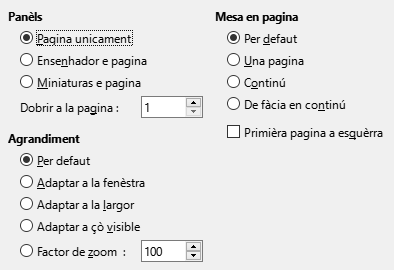 Panèls
Pagina unicament
Ensenhador e pagina
Miniaturas e pagina
Dobrir a la pagina : 1
Agrandiment
Per defaut
Adaptar a la fenèstra
Adaptar a la largor
Adaptar a çò visible
Factor de zoom : 100
Mesa en pagina
Per defaut
Una pagina
Continú
De fàcia en continú
Primièra pagina a esquèrra